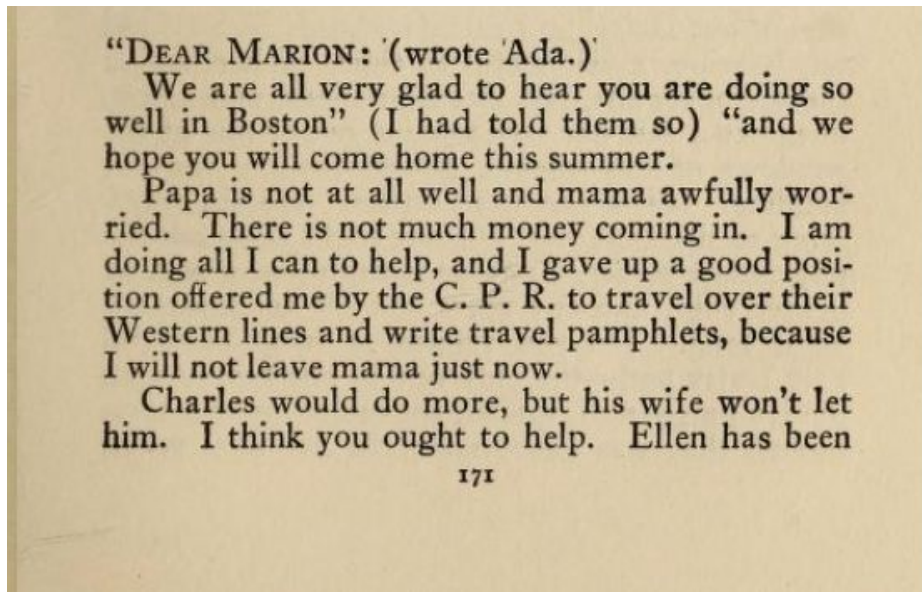 “DEAR MARION: (wrote Ada.)
We are all very glad to hear you are doing so
well in Boston” (I had told them so) “and we
hope you will come home this summer.
Papa is not at all well and mama awfully wor-
ried. There is not much money coming in. I am
doing all I can to help, and I gave up a good posi-
tion offered me by the C. P. R. to travel over their
Western lines and write travel pamphlets, because
I will not leave mama just now.
Charles would do more, but his wife won’t let
him. I think you ought to help. Ellen has been
171